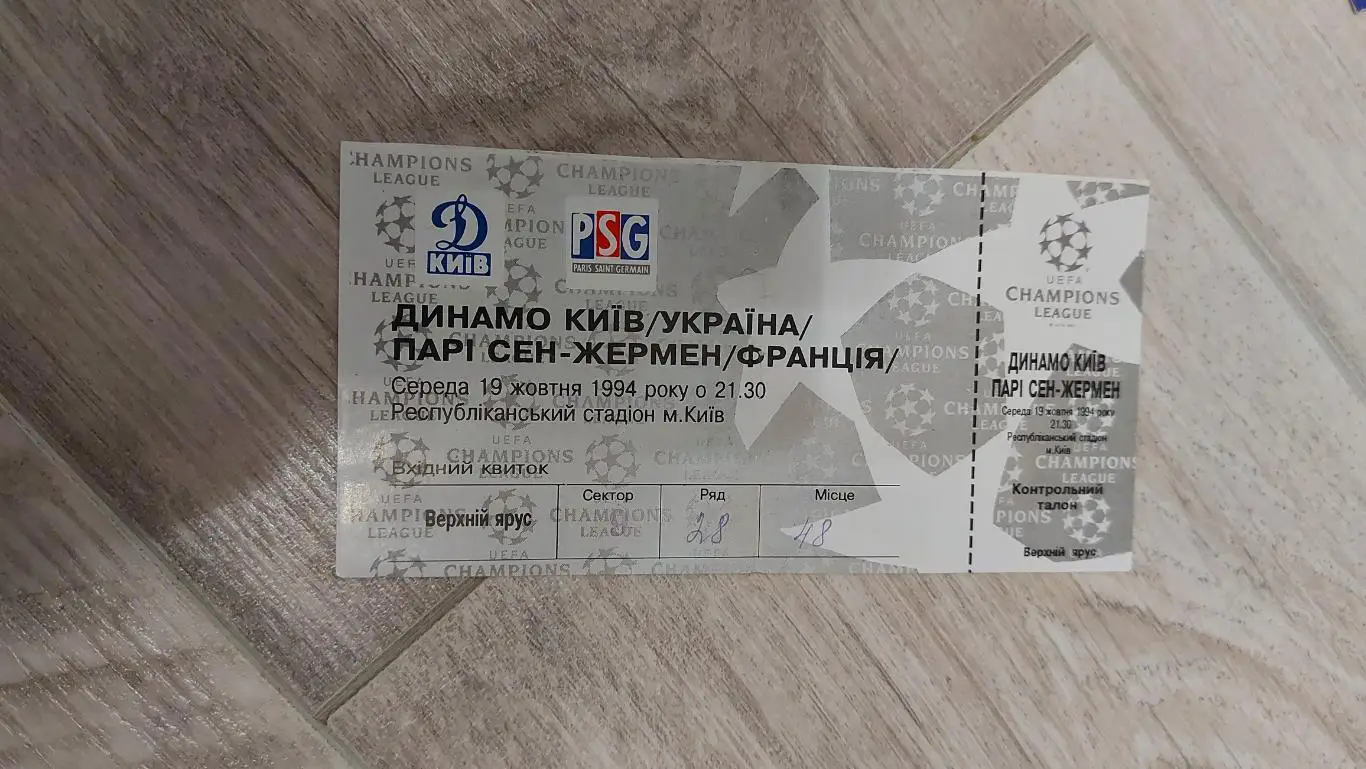 CHAMPIONS LEAGUE
CHAMPIONS LEAGUE
Київ
PSG
PARIS SAINT GERMAIN
ДИНАМО КИЇВ/УКРАЇНА/
ПАРІ СЕН-ЖЕРМЕН/ФРАНЦІЯ/
Середа 19 жовтня 1994 року о 21.30
Республіканський стадіон м.Київ
Вхідний квиток
Сектор Ряд Місце
Верхній ярус 28 48
UEFA
CHAMPIONS
LEAGUE
ДИНАМО КИЇВ
ПАРІ СЕН-ЖЕРМЕН
Середа 19 жовтня 1994 року
21.30
Республіканський стадіон
м.Київ
Контрольний
талон
Верхній ярус